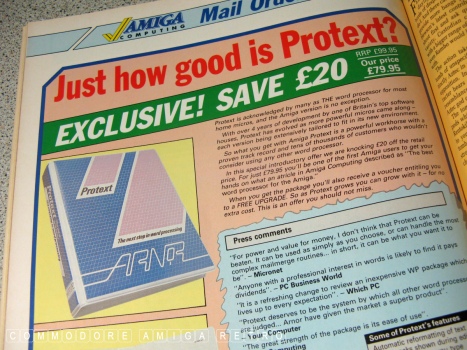 AMIGA
COMPUTING
Mail Orde
Just how good is Protext?
EXCLUSIVE! SAVE £20
RRP £99.95
Our price
£79.95
Protext is acknowledged by many as THE word processor for most
home micros, and the Amiga version is no exception.
With over 4 years of development by one of Britain's top software
houses, Protext has evolved as more powerful micros came along –
each version being extensively tailored to fit in its new environment.
So what you get with Amiga Protext is a powerful workhorse with a
proven track record and tens of thousands of customers who wouldn't
consider using any other word processor.
In this special introductory offer we are knocking £20 off the retail
price. For just £79.95 you'll be one of the first Amiga users to get your
hands on what an article in Amiga Computing described as "The best
word processor for the Amiga".
When you get the package you'll also receive a voucher entitling you
to a FREE UPGRADE. So as Protext grows you can grow with it – for no
extra cost. This is an offer you should not miss.
Protext
The next step in word processing
ARNOR
Press comments
"For power and value for money, I don't think that Protext can be
beaten. It can be used as simply as you choose, or can handle the most
complex mailmerge routines... in short, it can be what you want it to
be" – Micronet
"Anyone with a professional interest in words is likely to find it pays
dividends". – PC Business World
"It is a refreshing change to review an inexpensive WP package which
lives up to every expectation". – Which PC
"Protext deserves to be the system by which all other word processors
judged... Arnor have given the market a superb product".
Computer
"The great strength of the package is its ease of use"
Some of Protext's features
Automatic reformatting of text
COMMODORE AMIGA RE